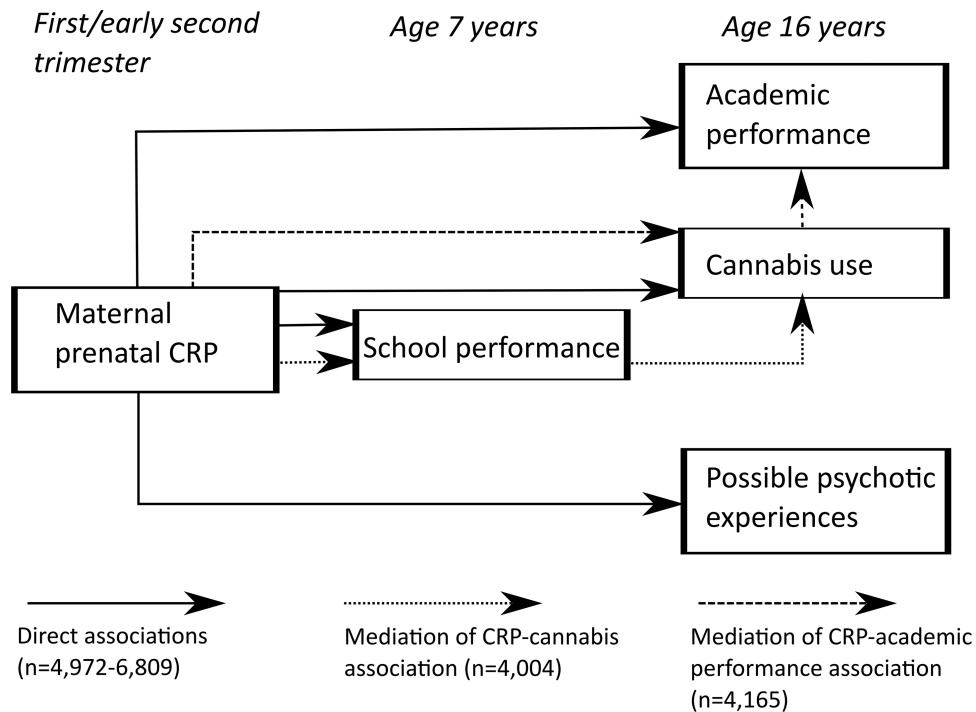 First/early second
trimester
Age 7 years
Age 16 years
Academic
performance
Cannabis use
Maternal
prenatal CRP
School performance
Possible psychotic
experiences
Direct associations
(n=4,972-6,809)
Mediation of CRP-cannabis
association (n=4,004)
Mediation of CRP-academic
performance association
(n=4,165)